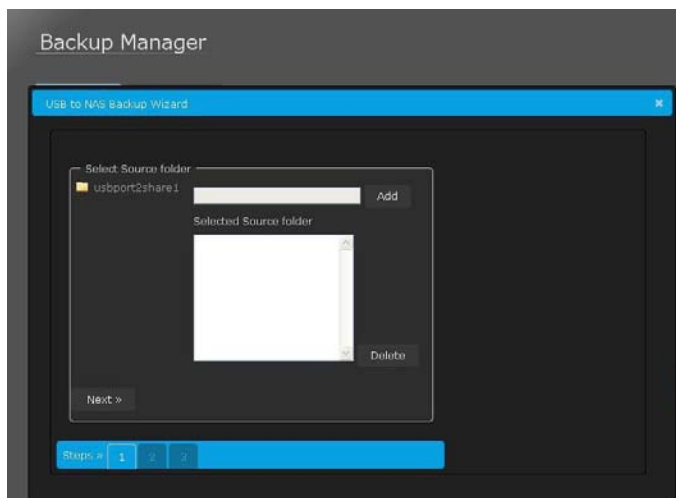 Backup Manager
USB to NAS Backup Wizard
Select Source folder
usbport2share1
Add
Selected Source folder
Delete
Next »
Steps » 1 2 3